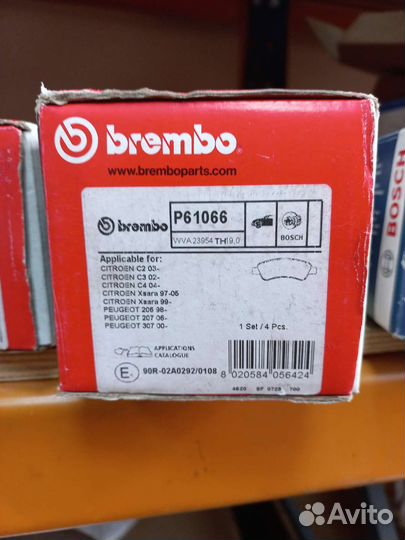 brembo
www.bremboparts.com
brembo P61066
WVA 23954 TH19,0 BOSCH
Applicable for:
CITROEN C2 03-
CITROEN C3 02-
CITROEN C4 04-
CITROEN Xsara 97-05
CITROEN Xsara 99-
PEUGEOT 206 98-
PEUGEOT 207 06-
PEUGEOT 307 00-
1 Set / 4 Pcs.
APPLICATIONS
CATALOGUE
E 90R-02A0292/0108
8 020584 056424
BOSCH
Avito